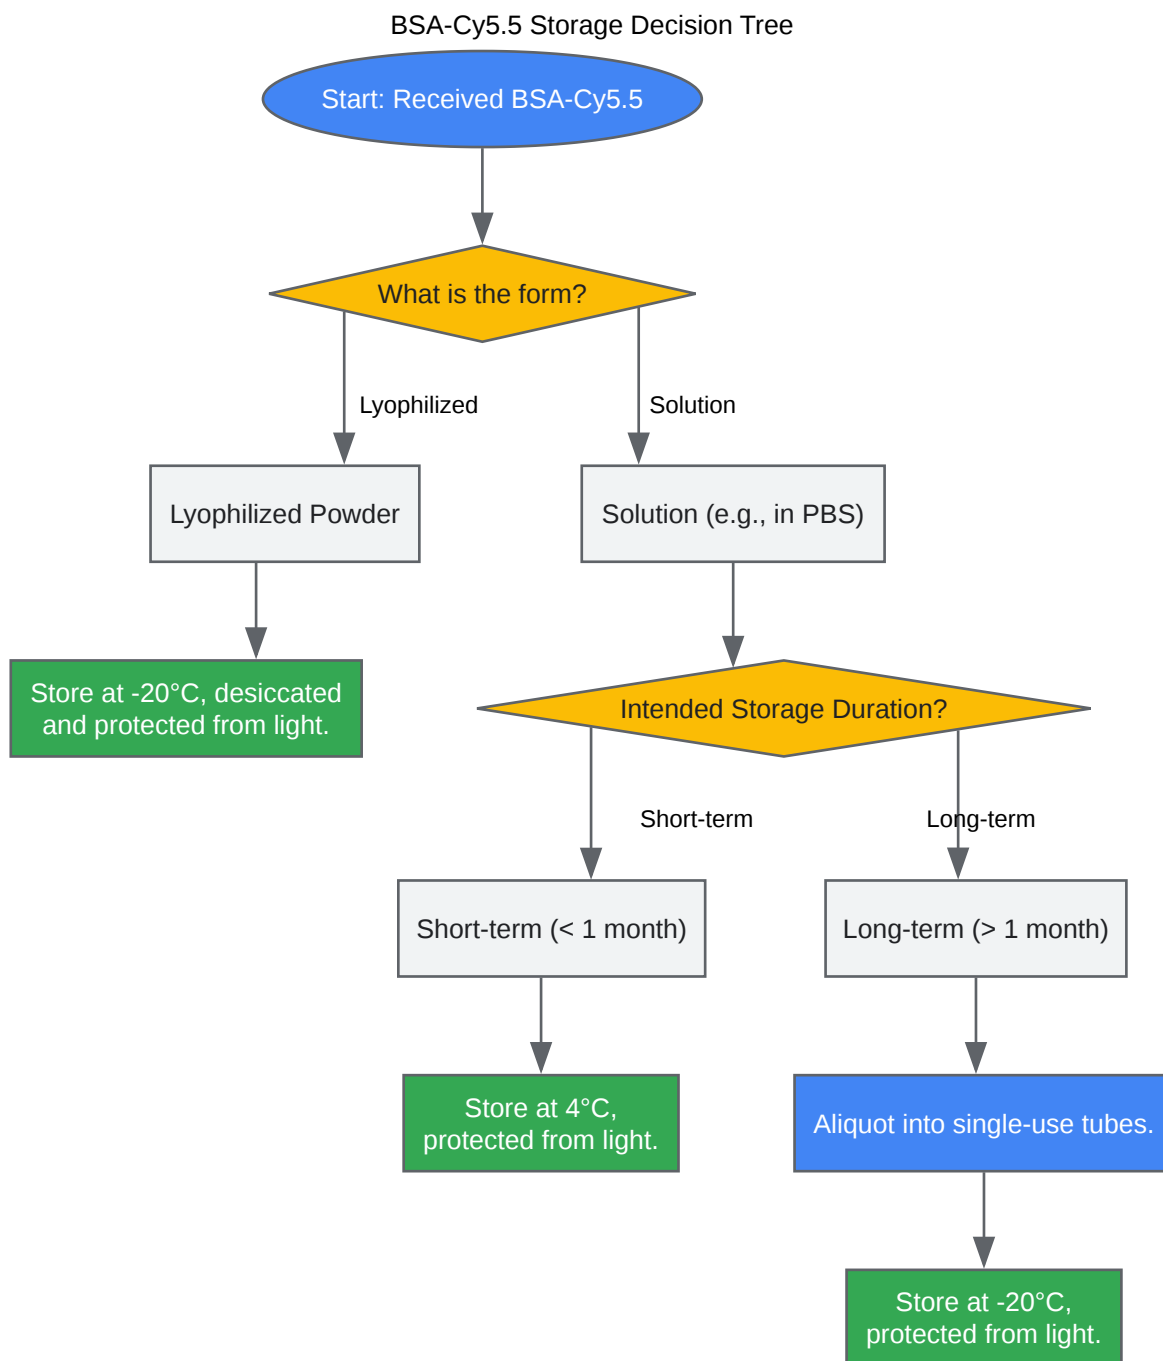 BSA-Cy5.5 Storage Decision Tree
Start: Received BSA-Cy5.5
What is the form?
Lyophilized
Solution
Lyophilized Powder
Solution (e.g., in PBS)
Store at -20°C, desiccated
and protected from light.
Intended Storage Duration?
Short-term
Long-term
Short-term (< 1 month)
Long-term (> 1 month)
Store at 4°C,
protected from light.
Aliquot into single-use tubes.
Store at -20°C,
protected from light.